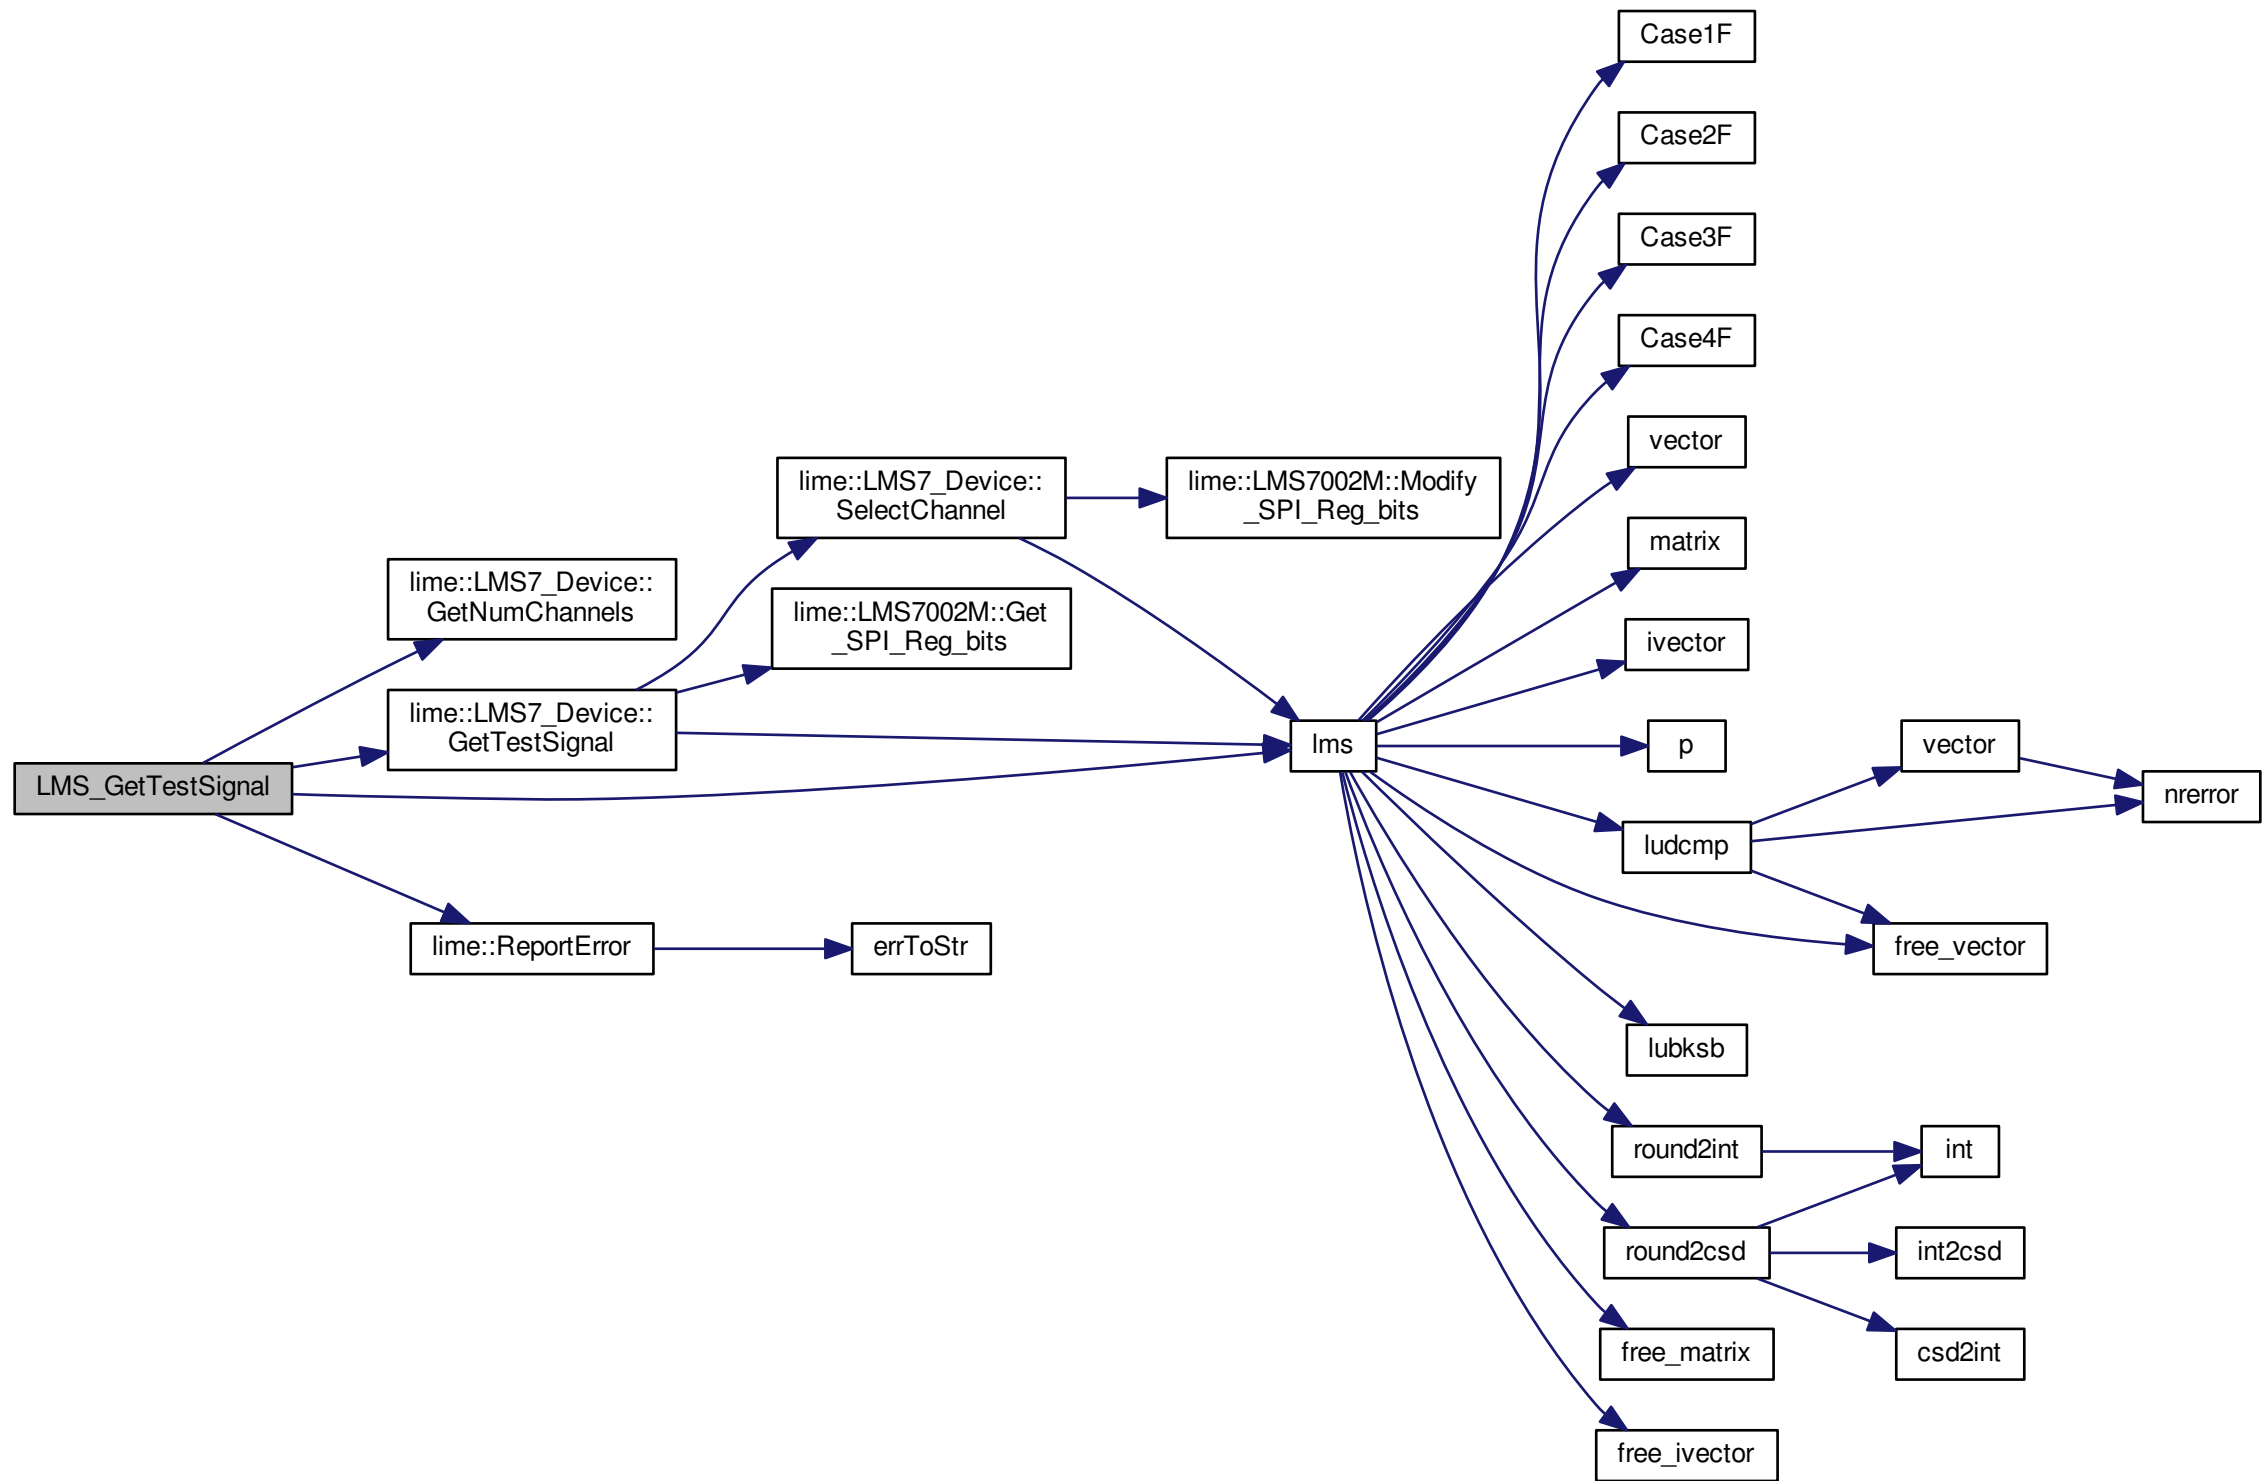 Case1F
Case2F
Case3F
Case4F
vector
lime::LMS7_Device::
SelectChannel
lime::LMS7002M::Modify
_SPI_Reg_bits
matrix
lime::LMS7_Device::
GetNumChannels
lime::LMS7002M::Get
_SPI_Reg_bits
ivector
lime::LMS7_Device::
GetTestSignal
lms
p
vector
LMS_GetTestSignal
nrerror
ludcmp
lime::ReportError
errToStr
free_vector
lubksb
round2int
int
round2csd
int2csd
free_matrix
csd2int
free_ivector